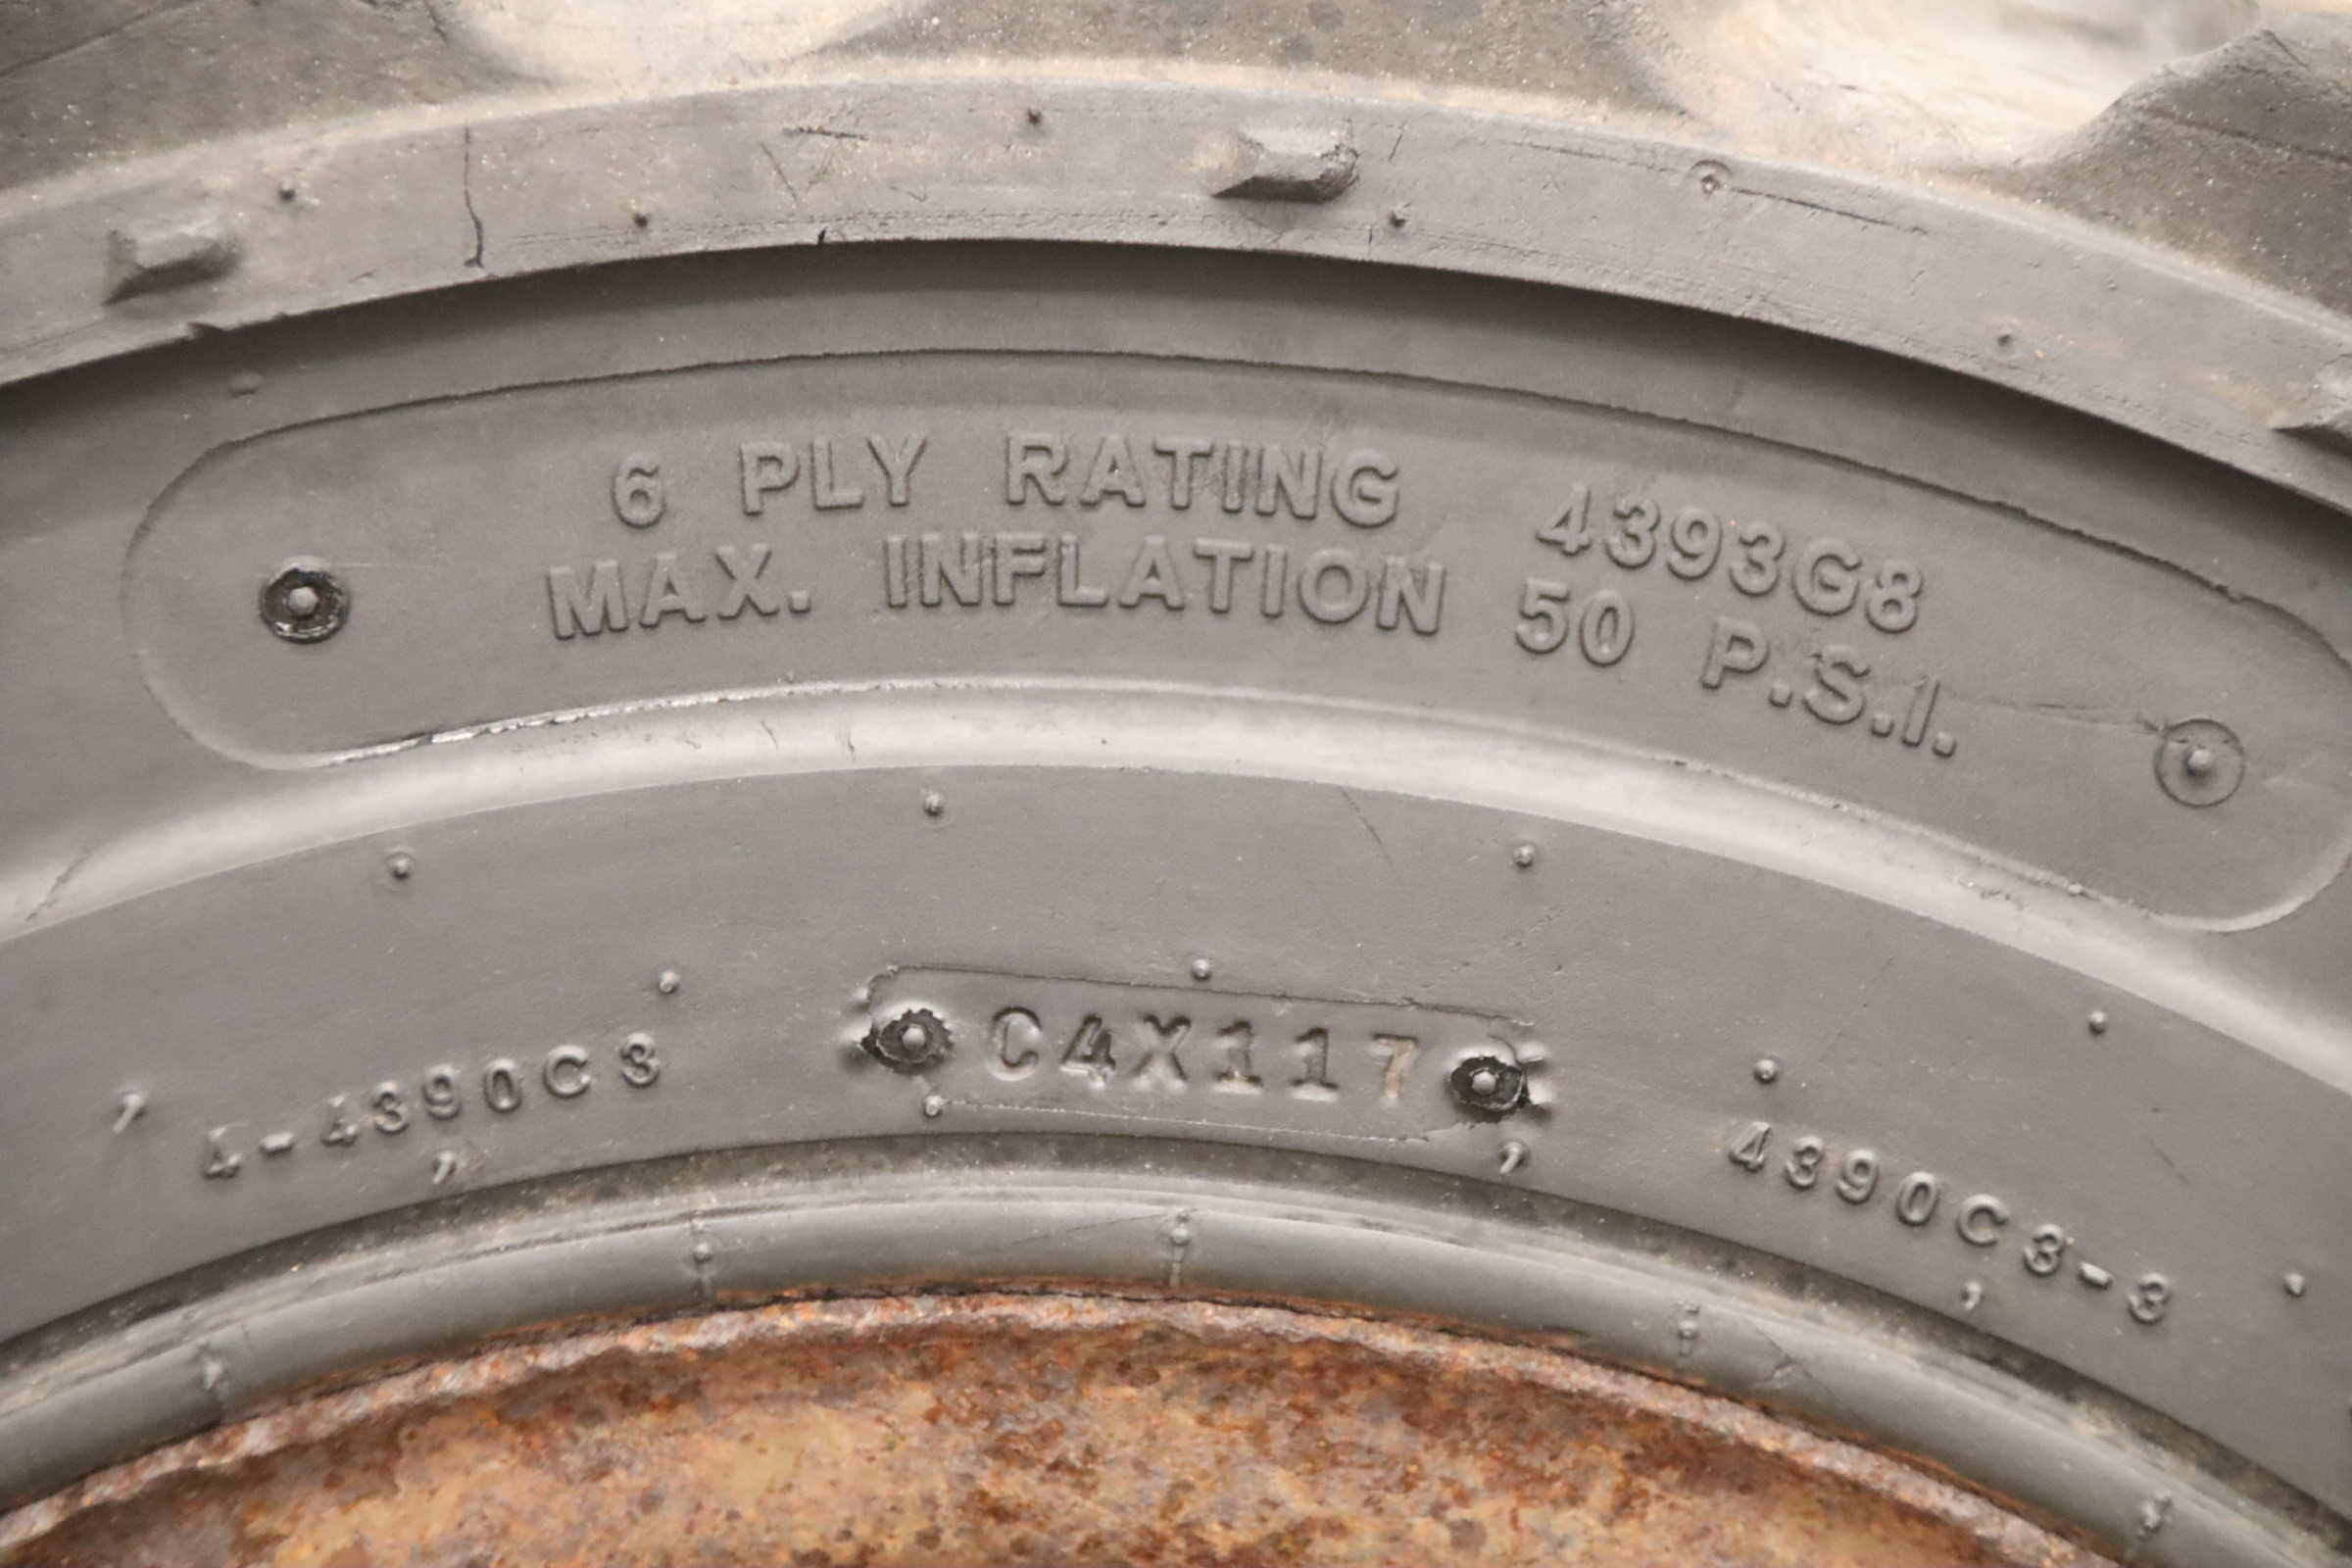 6 PLY RATING 4393G8
MAX. INFLATION 50 P.S.I.
C4X117
4-4390C3
4390C3-3